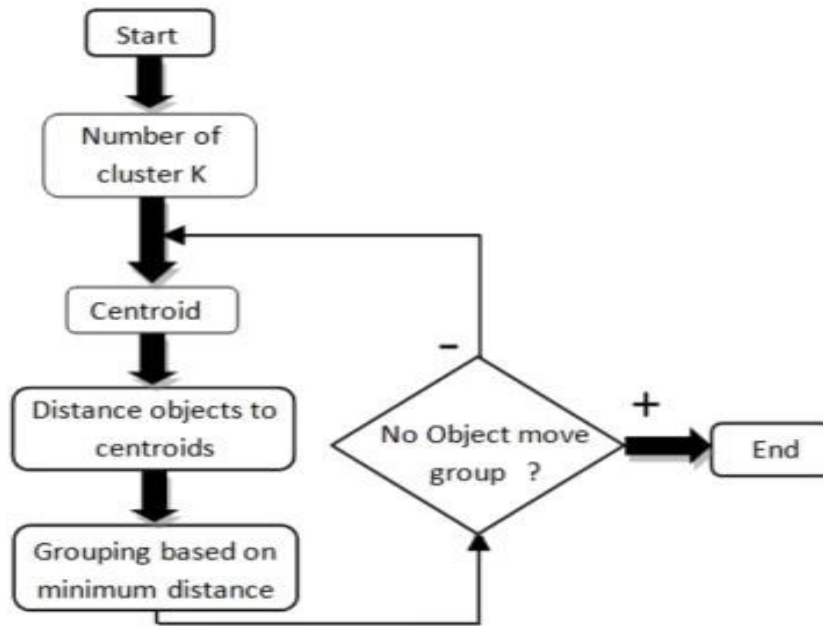 Start
Number of
cluster K
Centroid
Distance objects to
centroids
Grouping based on
minimum distance
No Object move
group ?
–
+
End